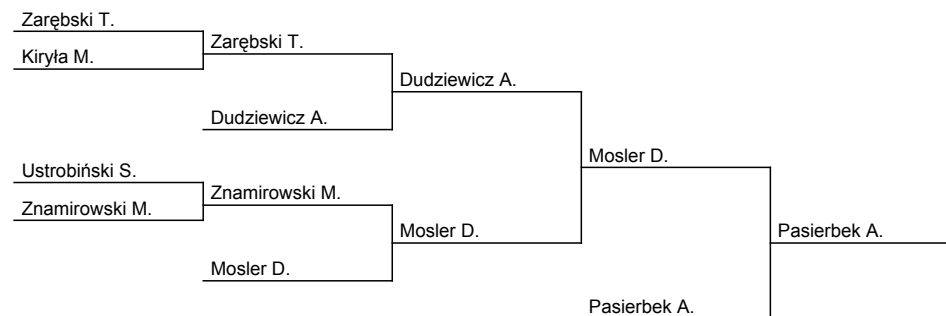 Zarębski T.
Kiryła M.
Zarębski T.
Dudziewicz A.
Dudziewicz A.
Ustrobiński S.
Znamirowski M.
Znamirowski M.
Mosler D.
Mosler D.
Mosler D.
Pasierbek A.
Pasierbek A.